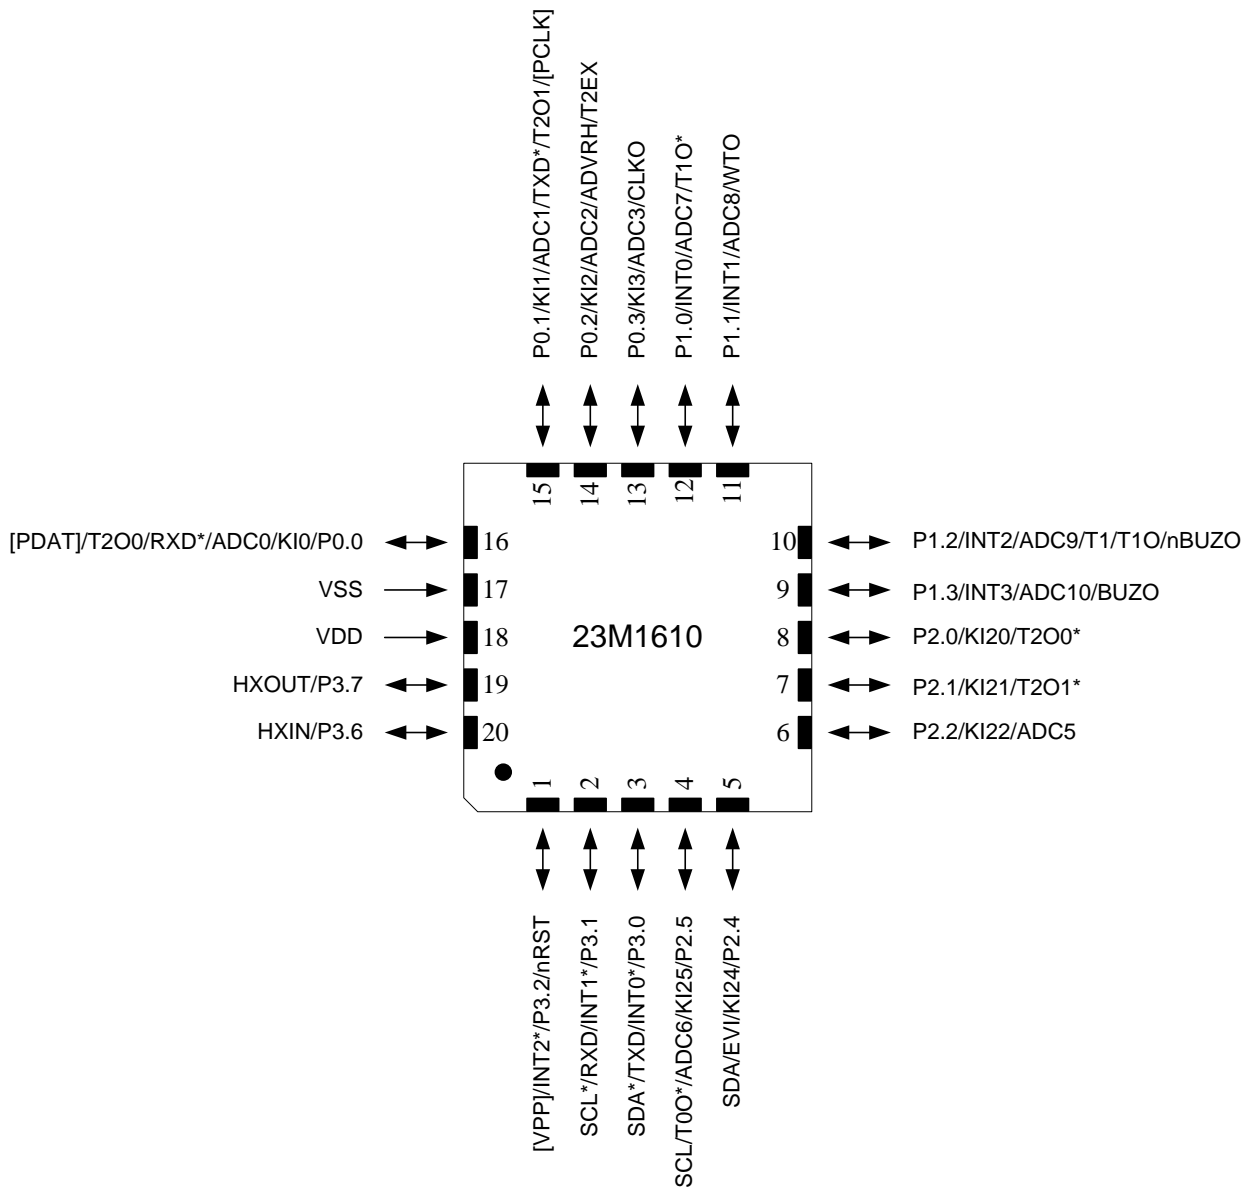 P0.1/KI1/ADC1/TXD*/T2O1/[PCLK]
P0.2/KI2/ADC2/ADVRH/T2EX
P0.3/KI3/ADC3/CLKO
P1.0/INT0/ADC7/T1O*
P1.1/INT1/ADC8/WTO
15
14
13
12
11
[PDAT]/T2O0/RXD*/ADC0/KI0/P0.0
16
10
P1.2/INT2/ADC9/T1/T1O/nBUZO
VSS
17
9
P1.3/INT3/ADC10/BUZO
VDD
18
23M1610
8
P2.0/KI20/T2O0*
HXOUT/P3.7
19
7
P2.1/KI21/T2O1*
HXIN/P3.6
20
6
P2.2/KI22/ADC5
1
2
3
4
5
[VPP]/INT2*/P3.2/nRST
SCL*/RXD/INT1*/P3.1
SDA*/TXD/INT0*/P3.0
SCL/T0O*/ADC6/KI25/P2.5
SDA/EVI/KI24/P2.4